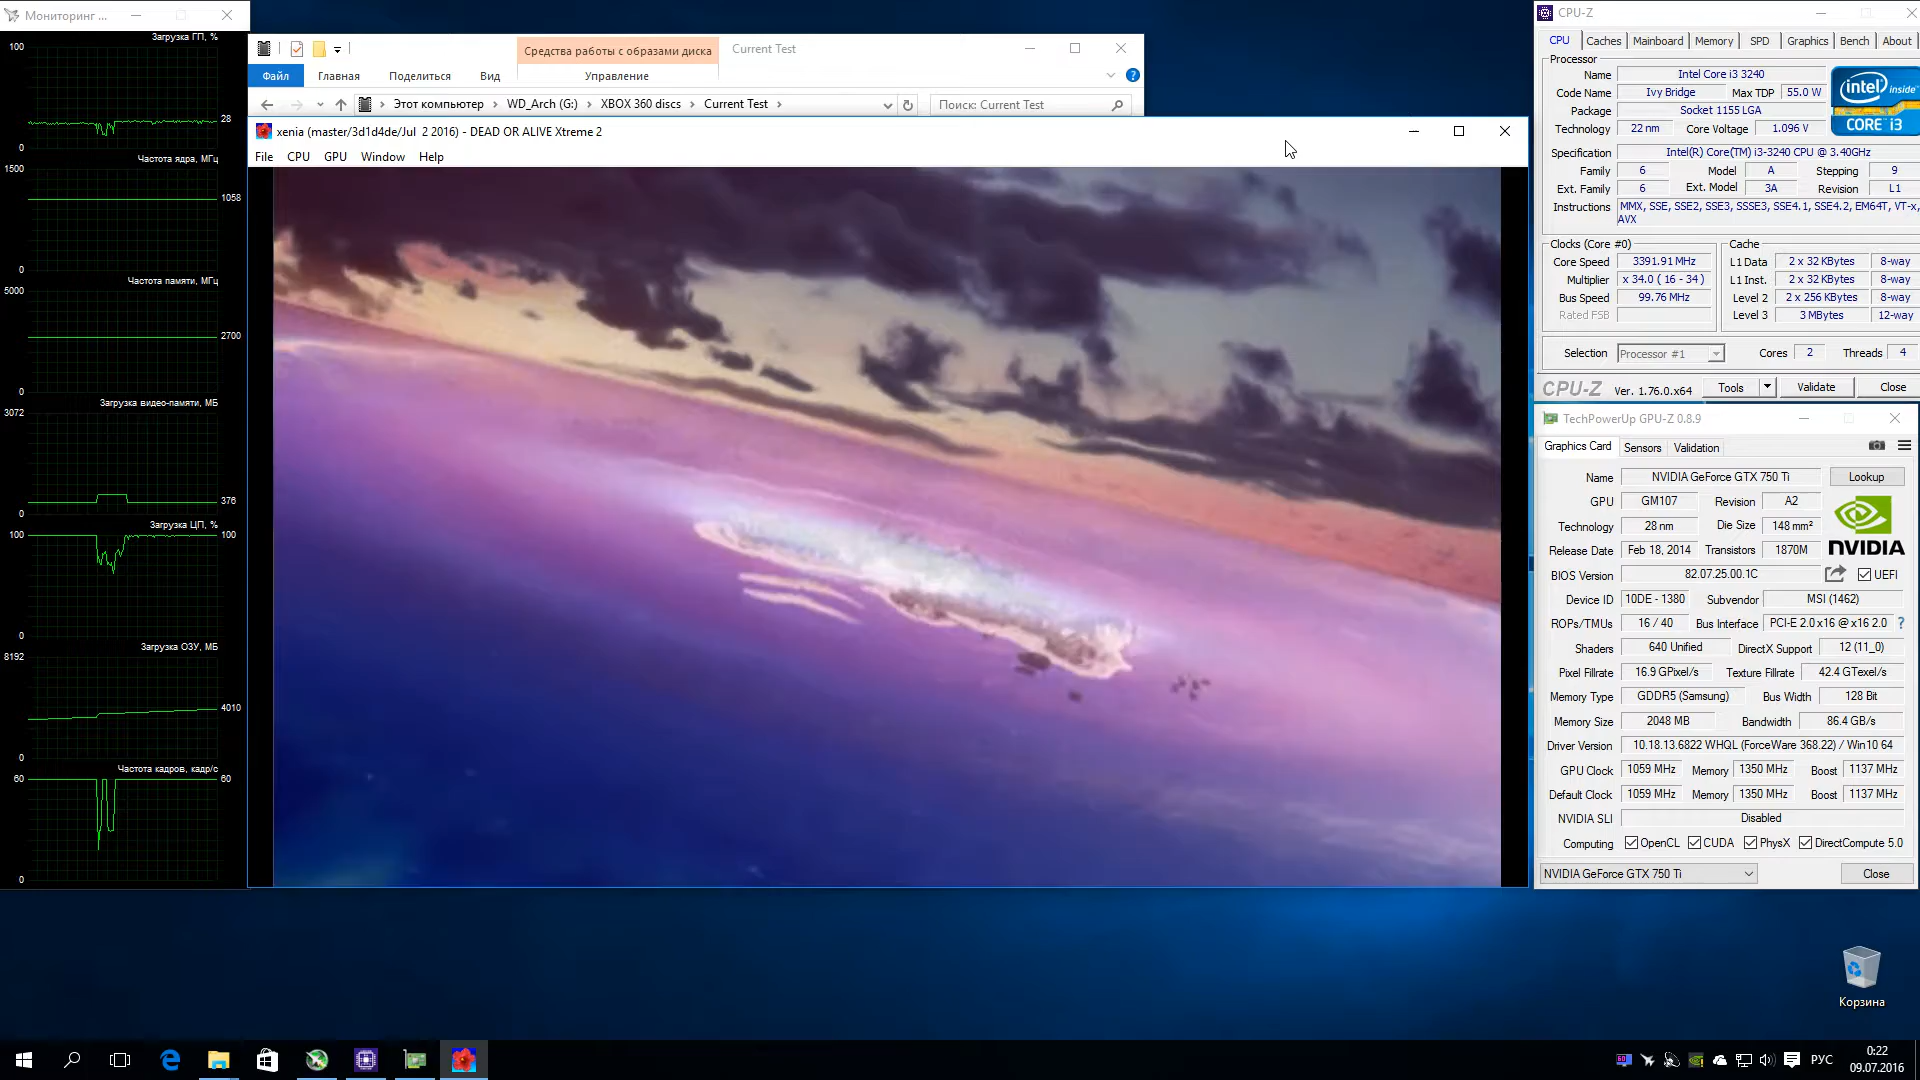 Мониторинг ...
Загрузка ГП, %
100
28
0
Частота ядра, МГц
1500
1058
0
Частота памяти, МГц
5000
2700
0
Загрузка видео-памяти, МБ
3072
376
0
Загрузка ЦП, %
100
100
0
Загрузка ОЗУ, МБ
8192
4010
0
Частота кадров, кадр/с
60
60
0
Средства работы с образами диска
Current Test
Файл
Главная
Поделиться
Вид
Управление
Этот компьютер
WD_Arch (G:)
XBOX 360 discs
Current Test
Поиск: Current Test
xenia (master/3d1d4de/Jul 2 2016) - DEAD OR ALIVE Xtreme 2
File CPU GPU Window Help
CPU-Z
CPU Caches Mainboard Memory SPD Graphics Bench About
Processor
Name Intel Core i3 3240
Code Name Ivy Bridge Max TDP 55.0 W
Package Socket 1155 LGA
Technology 22 nm Core Voltage 1.096 V
intel inside
CORE i3
Specification Intel(R) Core(TM) i3-3240 CPU @ 3.40GHz
Family 6 Model A Stepping 9
Ext. Family 6 Ext. Model 3A Revision L1
Instructions MMX, SSE, SSE2, SSE3, SSSE3, SSE4.1, SSE4.2, EM64T, VT-x,
AVX
Clocks (Core #0)
Core Speed 3391.91 MHz
Multiplier x 34.0 ( 16 - 34 )
Bus Speed 99.76 MHz
Rated FSB
Cache
L1 Data 2 x 32 KBytes 8-way
L1 Inst. 2 x 32 KBytes 8-way
Level 2 2 x 256 KBytes 8-way
Level 3 3 MBytes 12-way
Selection Processor #1 Cores 2 Threads 4
CPU-Z Ver. 1.76.0.x64 Tools Validate Close
TechPowerUp GPU-Z 0.8.9
Graphics Card Sensors Validation
Name NVIDIA GeForce GTX 750 Ti Lookup
GPU GM107 Revision A2
Technology 28 nm Die Size 148 mm²
Release Date Feb 18, 2014 Transistors 1870M
NVIDIA
BIOS Version 82.07.25.00.1C UEFI
Device ID 10DE - 1380 Subvendor MSI (1462)
ROPs/TMUs 16 / 40 Bus Interface PCI-E 2.0 x16 @ x16 2.0 ?
Shaders 640 Unified DirectX Support 12 (11_0)
Pixel Fillrate 16.9 GPixel/s Texture Fillrate 42.4 GTexel/s
Memory Type GDDR5 (Samsung) Bus Width 128 Bit
Memory Size 2048 MB Bandwidth 86.4 GB/s
Driver Version 10.18.13.6822 WHQL (ForceWare 368.22) / Win10 64
GPU Clock 1059 MHz Memory 1350 MHz Boost 1137 MHz
Default Clock 1059 MHz Memory 1350 MHz Boost 1137 MHz
NVIDIA SLI Disabled
Computing OpenCL CUDA PhysX DirectCompute 5.0
NVIDIA GeForce GTX 750 Ti Close
Корзина
РУС
0:22
09.07.2016